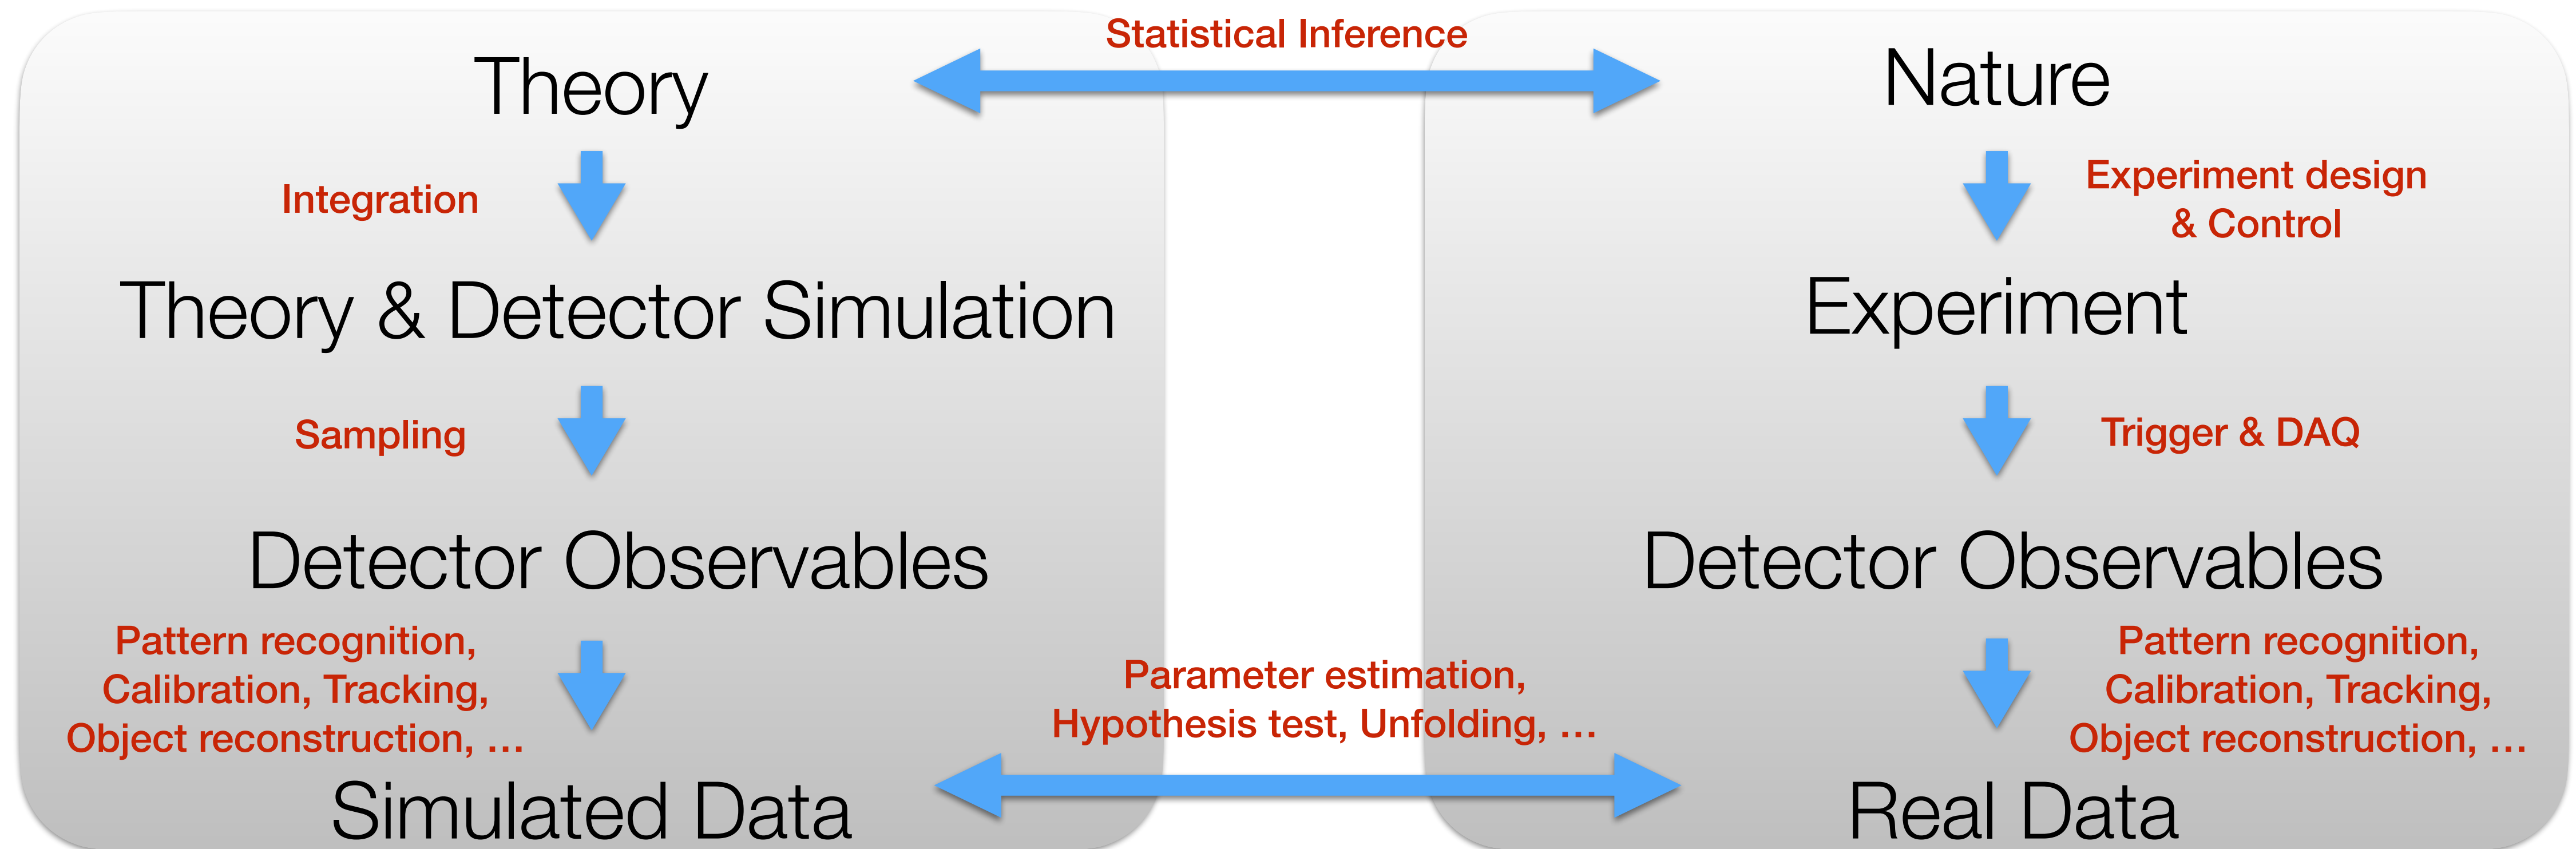 Statistical Inference
Theory
Integration
Theory & Detector Simulation
Sampling
Detector Observables
Pattern recognition,
Calibration, Tracking,
Object reconstruction, …
Simulated Data
Parameter estimation,
Hypothesis test, Unfolding, …
Nature
Experiment design
& Control
Experiment
Trigger & DAQ
Detector Observables
Pattern recognition,
Calibration, Tracking,
Object reconstruction, …
Real Data